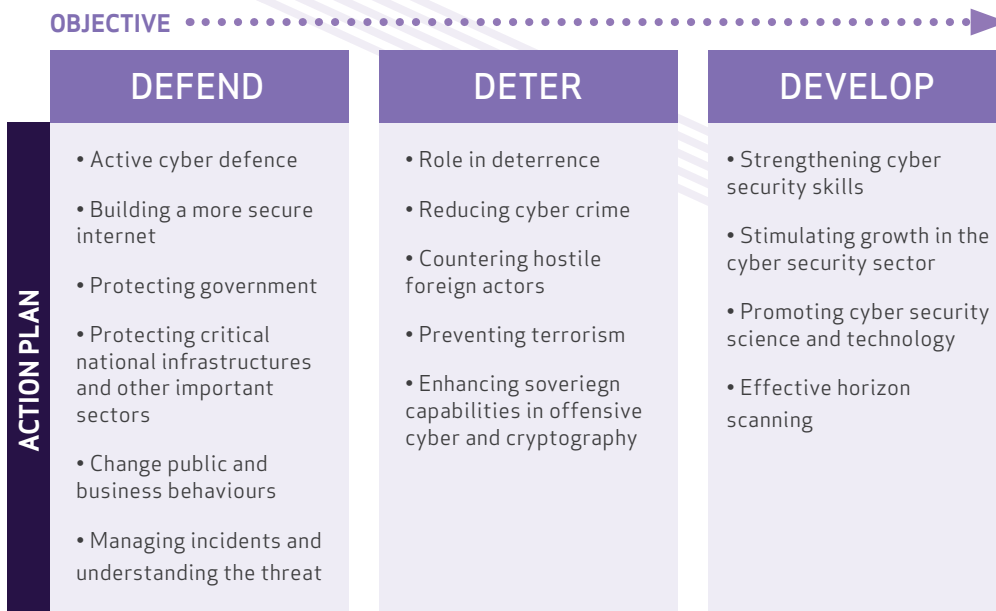 OBJECTIVE
DEFEND
• Active cyber defence
• Building a more secure
internet
• Protecting government
• Protecting critical
national infrastructures
and other important
sectors
• Change public and
business behaviours
• Managing incidents and
understanding the threat
DETER
• Role in deterrence
• Reducing cyber crime
• Countering hostile
foreign actors
• Preventing terrorism
• Enhancing soveriegn
capabilities in offensive
cyber and cryptography
DEVELOP
• Strengthening cyber
security skills
• Stimulating growth in the
cyber security sector
• Promoting cyber security
science and technology
• Effective horizon
scanning
ACTION PLAN